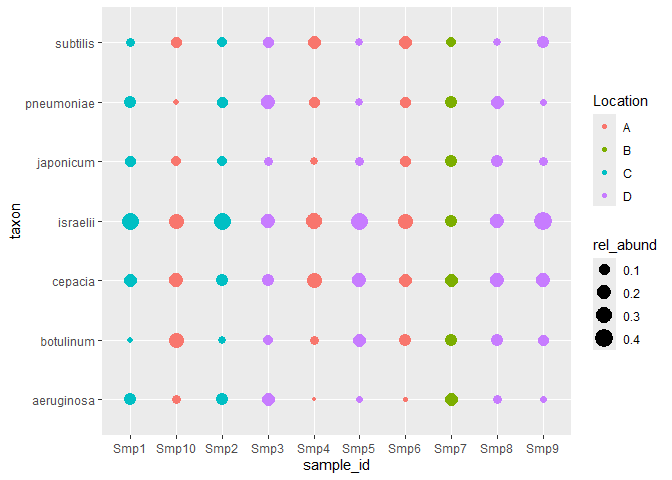 taxon
subtilis
pneumoniae
japonicum
israelii
cepacia
botulinum
aeruginosa
Smp1 Smp10 Smp2 Smp3 Smp4 Smp5 Smp6 Smp7 Smp8 Smp9
sample_id
Location
A
B
C
D
rel_abund
0.1
0.2
0.3
0.4